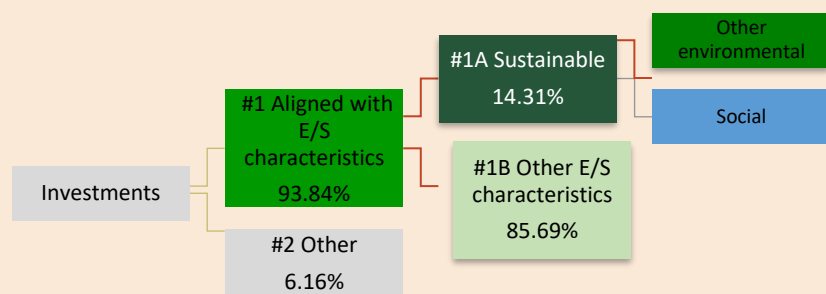 Investments
#1 Aligned with
E/S
characteristics
93.84%
#2 Other
6.16%
#1A Sustainable
14.31%
#1B Other E/S
characteristics
85.69%
Other
environmental
Social